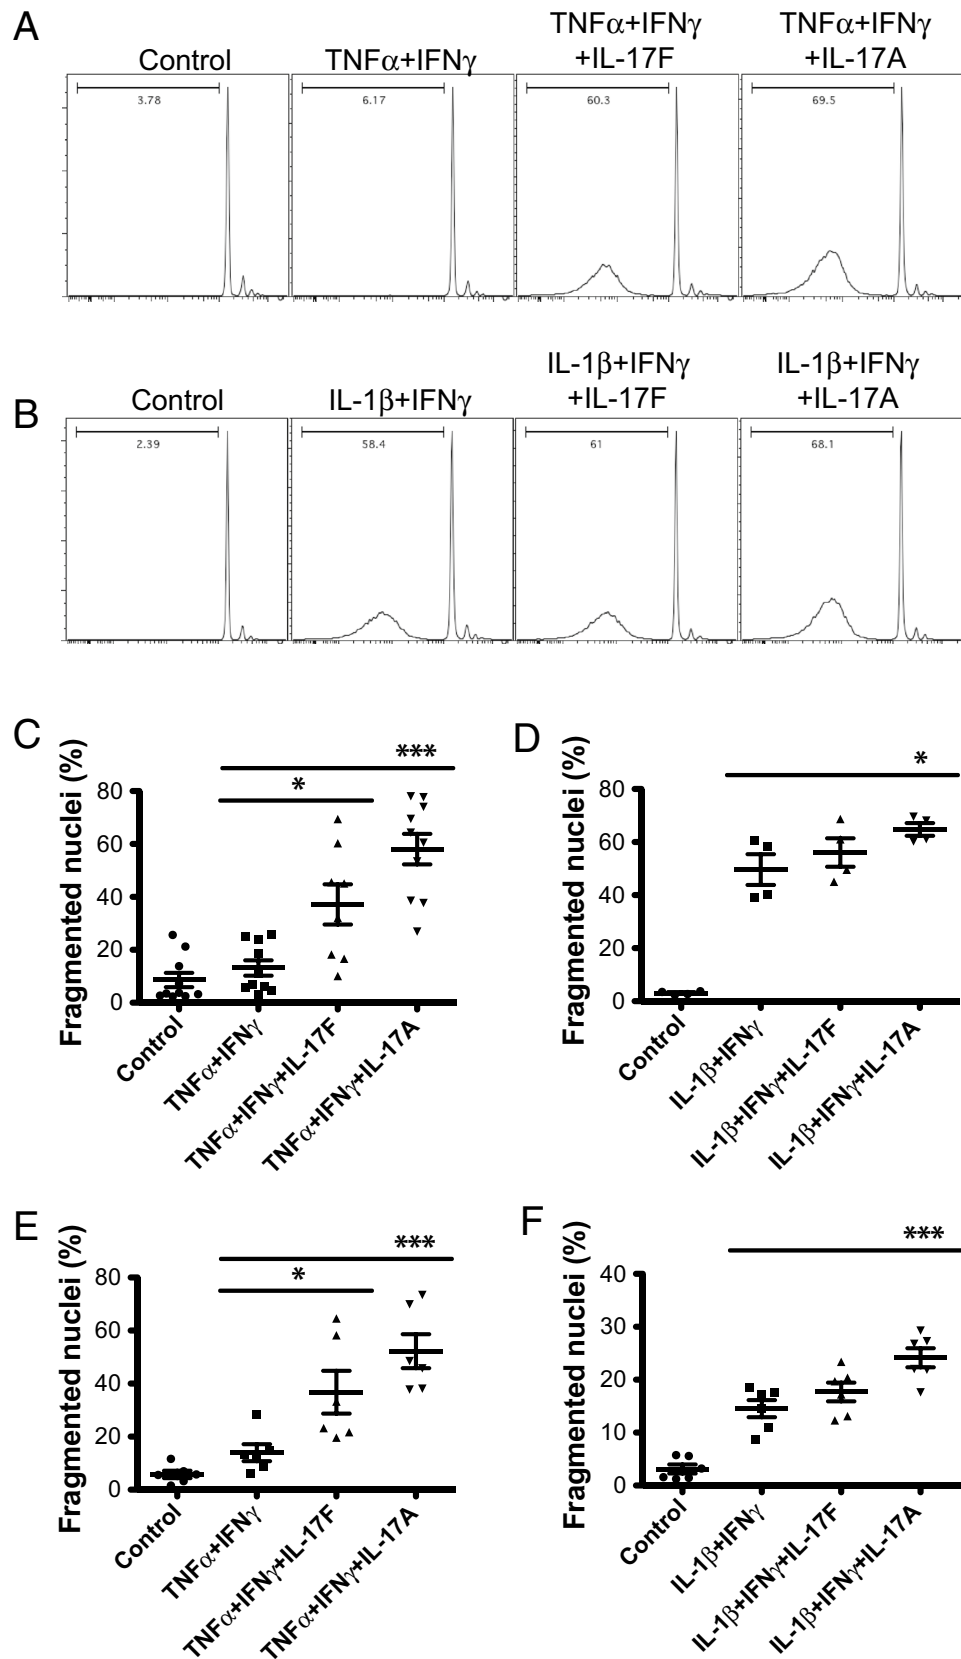 A
Control
TNFα+IFNγ
TNFα+IFNγ
+IL-17F
TNFα+IFNγ
+IL-17A
3.78
6.17
60.3
69.5
B
Control
IL-1β+IFNγ
IL-1β+IFNγ
+IL-17F
IL-1β+IFNγ
+IL-17A
2.39
58.4
61
68.1
C
Fragmented nuclei (%)
***
*
80
60
40
20
0
Control
TNFα+IFNγ
TNFα+IFNγ+IL-17F
TNFα+IFNγ+IL-17A
D
Fragmented nuclei (%)
*
80
60
40
20
0
Control
IL-1β+IFNγ
IL-1β+IFNγ+IL-17F
IL-1β+IFNγ+IL-17A
E
Fragmented nuclei (%)
***
*
80
60
40
20
0
Control
TNFα+IFNγ
TNFα+IFNγ+IL-17F
TNFα+IFNγ+IL-17A
F
Fragmented nuclei (%)
***
40
30
20
10
0
Control
IL-1β+IFNγ
IL-1β+IFNγ+IL-17F
IL-1β+IFNγ+IL-17A